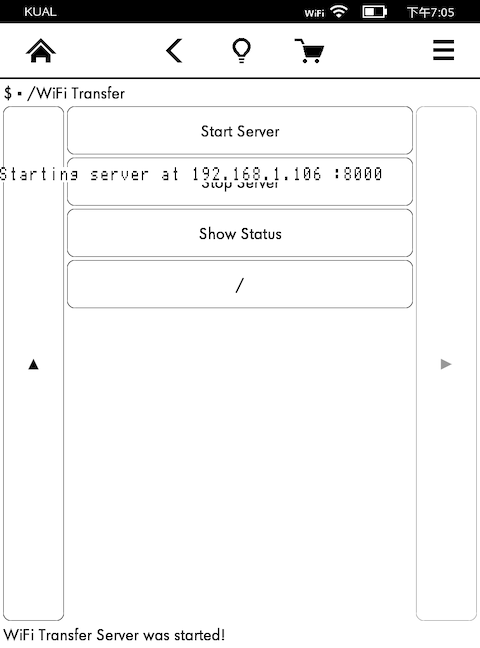 KUAL WiFi 下午7:05
$ ▪ /WiFi Transfer
Start Server
Starting server at 192.168.1.106 :8000
Stop Server
Show Status
/
WiFi Transfer Server was started!